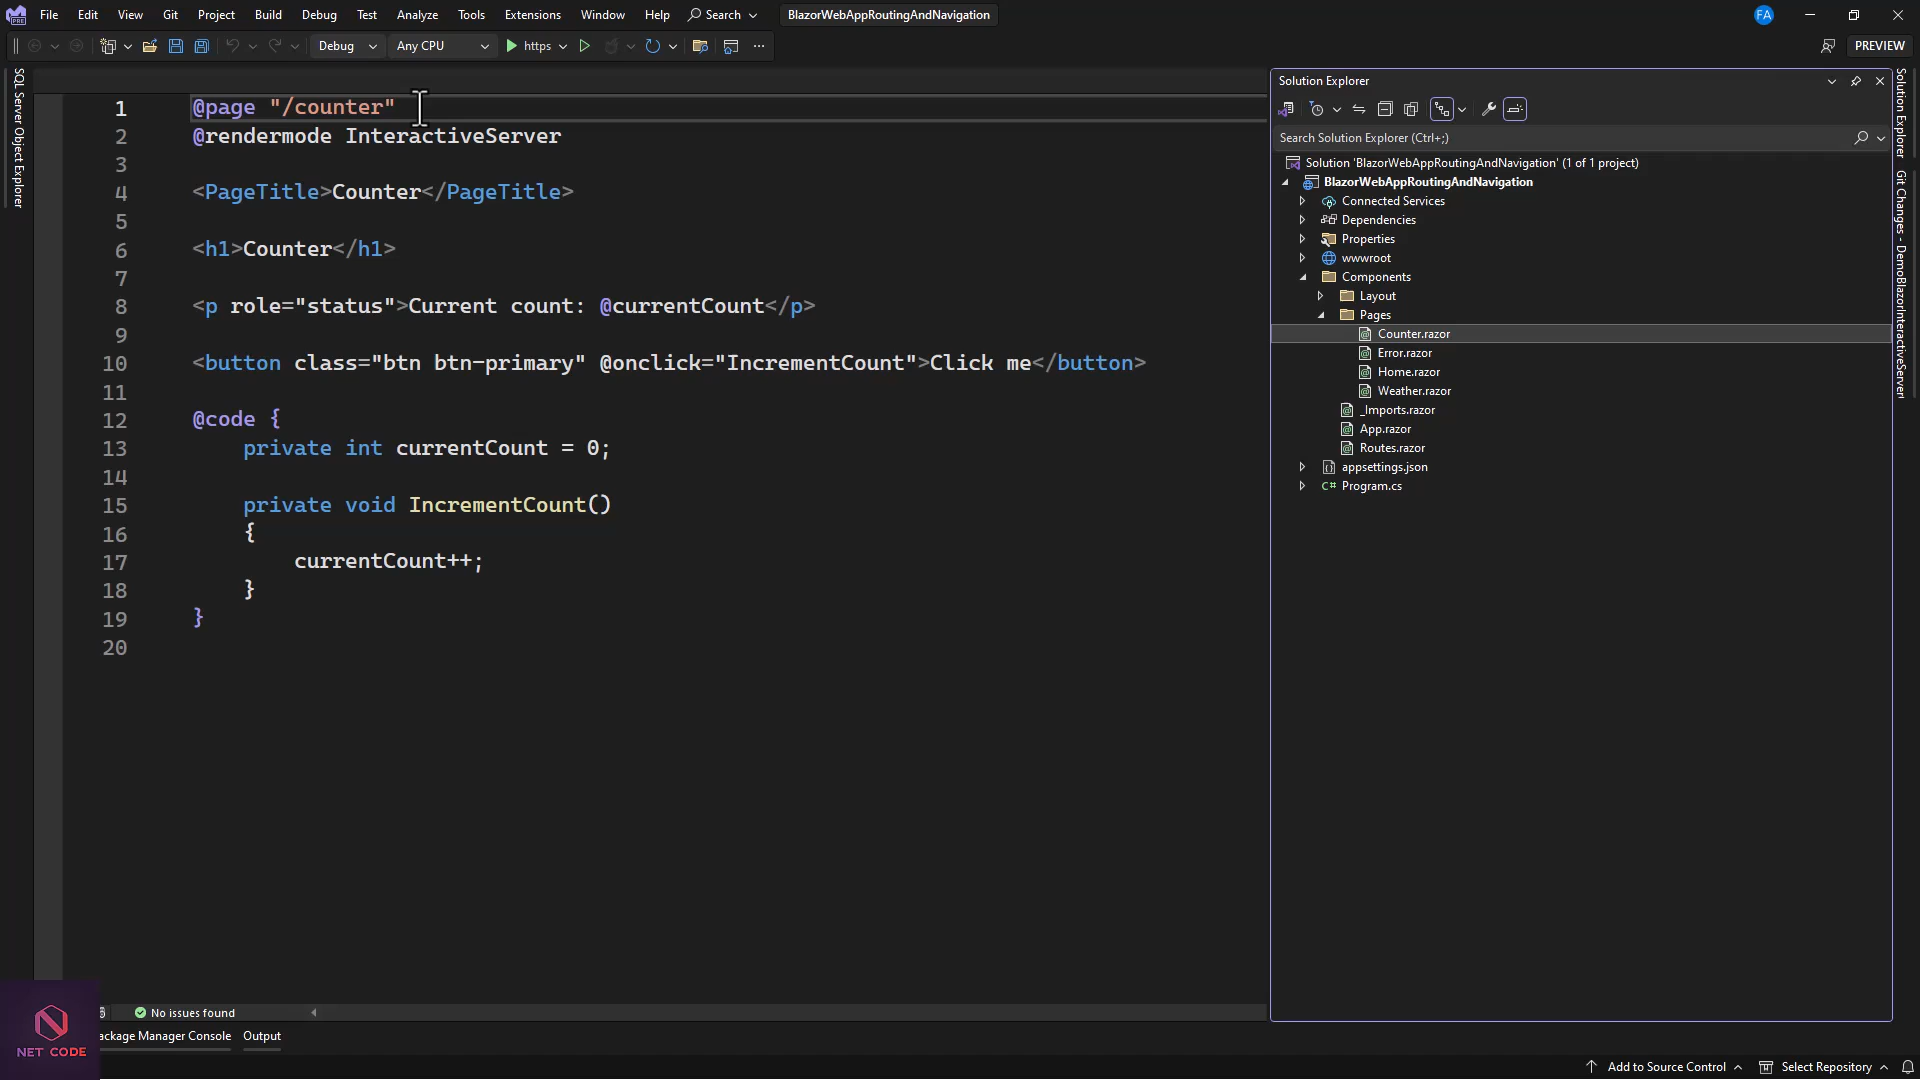 File Edit View Git Project Build Debug Test Analyze Tools Extensions Window Help Search BlazorWebAppRoutingAndNavigation FA
Debug Any CPU https PREVIEW
SQL Server Object Explorer
1 @page "/counter"
2 @rendermode InteractiveServer
3
4 <PageTitle>Counter</PageTitle>
5
6 <h1>Counter</h1>
7
8 <p role="status">Current count: @currentCount</p>
9
10 <button class="btn btn-primary" @onclick="IncrementCount">Click me</button>
11
12 @code {
13 private int currentCount = 0;
14
15 private void IncrementCount()
16 {
17 currentCount++;
18 }
19 }
20
Solution Explorer
Search Solution Explorer (Ctrl+;)
Solution 'BlazorWebAppRoutingAndNavigation' (1 of 1 project)
BlazorWebAppRoutingAndNavigation
Connected Services
Dependencies
Properties
wwwroot
Components
Layout
Pages
Counter.razor
Error.razor
Home.razor
Weather.razor
_Imports.razor
App.razor
Routes.razor
appsettings.json
C# Program.cs
Solution Explorer
Git Changes - DemoBlazorInteractiveServer
No issues found
ackage Manager Console Output
NET CODE
Add to Source Control Select Repository